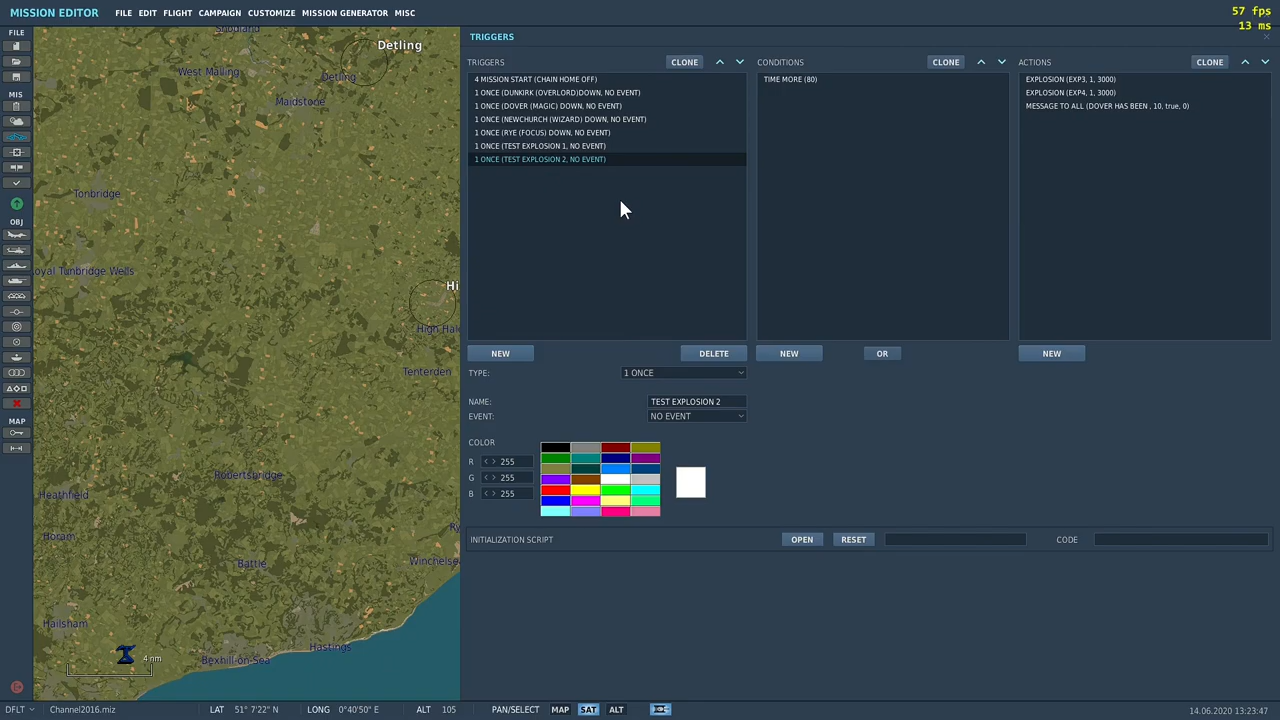 MISSION EDITOR FILE EDIT FLIGHT CAMPAIGN CUSTOMIZE MISSION GENERATOR MISC
57 fps
13 ms
FILE
MIS
OBJ
MAP
Snodland
Detling
West Malling
Detling
Maidstone
Tonbridge
oyal Tunbridge Wells
Hi
High Hal
Tenterden
Robertsbridge
Heathfield
Ry
Horam
Battle
Winchelse
Hailsham
Hastings
Bexhill-on-Sea
4 nm
TRIGGERS
TRIGGERS CLONE CONDITIONS CLONE ACTIONS CLONE
4 MISSION START (CHAIN HOME OFF)
1 ONCE (DUNKIRK (OVERLORD)DOWN, NO EVENT)
1 ONCE (DOVER (MAGIC) DOWN, NO EVENT)
1 ONCE (NEWCHURCH (WIZARD) DOWN, NO EVENT)
1 ONCE (RYE (FOCUS) DOWN, NO EVENT)
1 ONCE (TEST EXPLOSION 1, NO EVENT)
1 ONCE (TEST EXPLOSION 2, NO EVENT)
TIME MORE (80)
EXPLOSION (EXP3, 1, 3000)
EXPLOSION (EXP4, 1, 3000)
MESSAGE TO ALL (DOVER HAS BEEN , 10, true, 0)
NEW DELETE NEW OR NEW
TYPE: 1 ONCE
NAME: TEST EXPLOSION 2
EVENT: NO EVENT
COLOR
R < > 255
G < > 255
B < > 255
INITIALIZATION SCRIPT OPEN RESET CODE
DFLT Channel2016.miz LAT 51° 7'22" N LONG 0°40'50" E ALT 105 PAN/SELECT MAP SAT ALT 14.06.2020 13:23:47